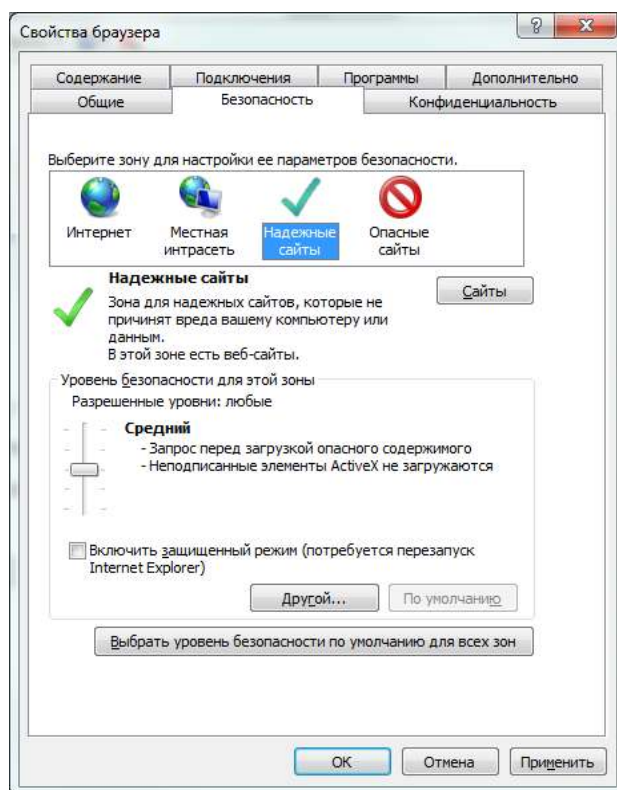 Свойства браузера
Содержание Подключения Программы Дополнительно
Общие Безопасность Конфиденциальность
Выберите зону для настройки ее параметров безопасности.
Интернет Местная интрасеть Надежные сайты Опасные сайты
Надежные сайты
Сайты
Зона для надежных сайтов, которые не
причинят вреда вашему компьютеру или
данным.
В этой зоне есть веб-сайты.
Уровень безопасности для этой зоны
Разрешенные уровни: любые
Средний
- Запрос перед загрузкой опасного содержимого
- Неподписанные элементы ActiveX не загружаются
Включить защищенный режим (потребуется перезапуск
Internet Explorer)
Другой... По умолчанию
Выбрать уровень безопасности по умолчанию для всех зон
ОК Отмена Применить